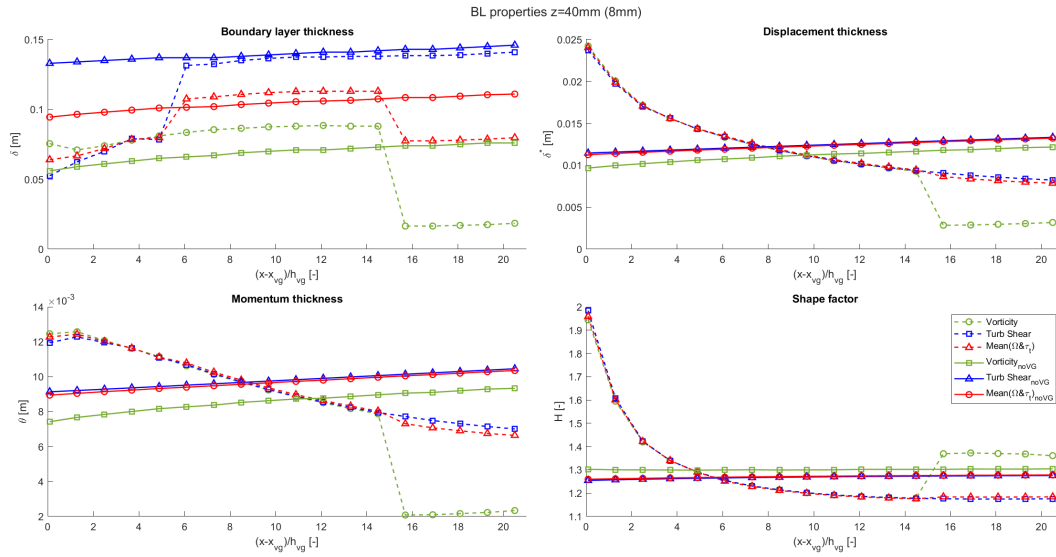 BL properties z=40mm (8mm)
Boundary layer thickness
0.15
0.1
0.05
0
δ [m]
0 2 4 6 8 10 12 14 16 18 20
(x-x_vg)/h_vg [-]
Displacement thickness
0.025
0.02
0.015
0.01
0.005
0
δ* [m]
0 2 4 6 8 10 12 14 16 18 20
(x-x_vg)/h_vg [-]
Momentum thickness
×10^-3
14
12
10
8
6
4
2
θ [m]
0 2 4 6 8 10 12 14 16 18 20
(x-x_vg)/h_vg [-]
Shape factor
2
1.9
1.8
1.7
1.6
1.5
1.4
1.3
1.2
1.1
H [-]
0 2 4 6 8 10 12 14 16 18 20
(x-x_vg)/h_vg [-]
Vorticity
Turb Shear
Mean(Ω&τ_t)
Vorticity_noVG
Turb Shear_noVG
Mean(Ω&τ_t)_noVG